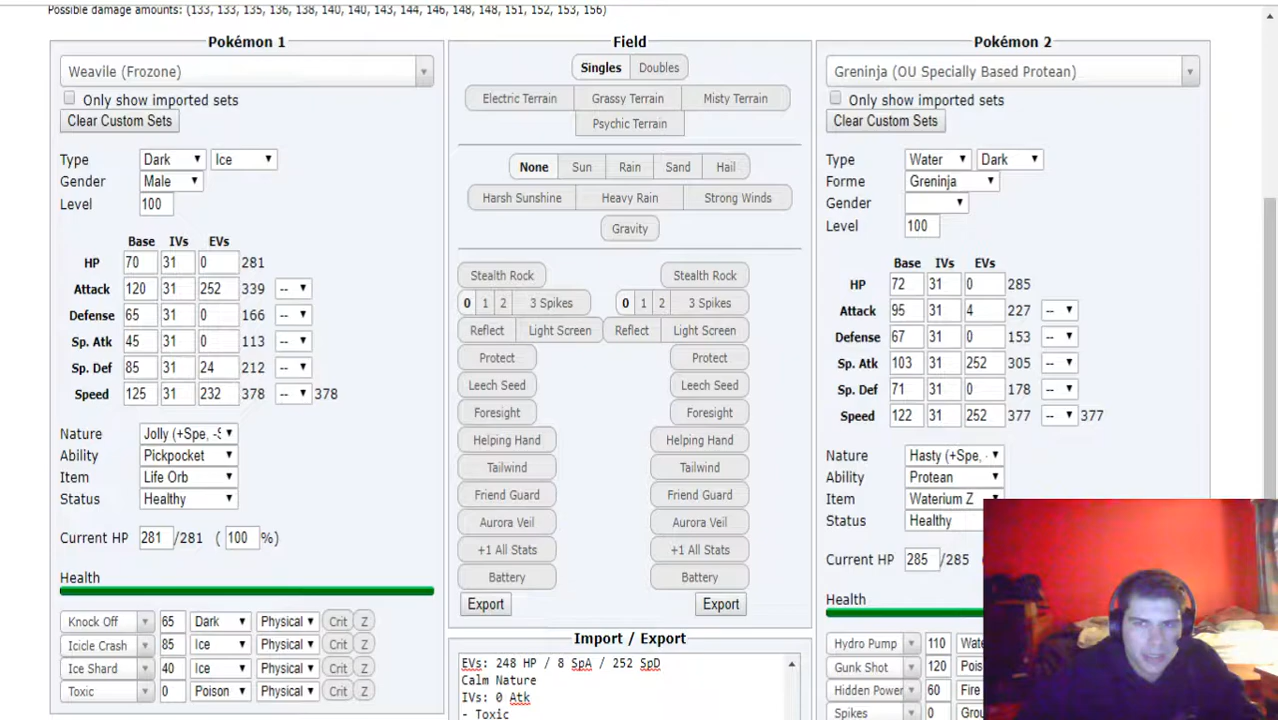 Possible damage amounts: (133, 133, 135, 136, 138, 140, 140, 143, 144, 146, 148, 148, 151, 152, 153, 156)
Pokémon 1
Weavile (Frozone)
Only show imported sets
Clear Custom Sets
Type Dark Ice
Gender Male
Level 100
Base IVs EVs
HP 70 31 0 281
Attack 120 31 252 339 --
Defense 65 31 0 166 --
Sp. Atk 45 31 0 113 --
Sp. Def 85 31 24 212 --
Speed 125 31 232 378 -- 378
Nature Jolly (+Spe, -S
Ability Pickpocket
Item Life Orb
Status Healthy
Current HP 281 /281 ( 100 %)
Health
Knock Off 65 Dark Physical Crit Z
Icicle Crash 85 Ice Physical Crit Z
Ice Shard 40 Ice Physical Crit Z
Toxic 0 Poison Physical Crit Z
Field
Singles Doubles
Electric Terrain Grassy Terrain Misty Terrain
Psychic Terrain
None Sun Rain Sand Hail
Harsh Sunshine Heavy Rain Strong Winds
Gravity
Stealth Rock Stealth Rock
0 1 2 3 Spikes 0 1 2 3 Spikes
Reflect Light Screen Reflect Light Screen
Protect Protect
Leech Seed Leech Seed
Foresight Foresight
Helping Hand Helping Hand
Tailwind Tailwind
Friend Guard Friend Guard
Aurora Veil Aurora Veil
+1 All Stats +1 All Stats
Battery Battery
Export Export
Import / Export
EVs: 248 HP / 8 SpA / 252 SpD
Calm Nature
IVs: 0 Atk
- Toxic
Pokémon 2
Greninja (OU Specially Based Protean)
Only show imported sets
Clear Custom Sets
Type Water Dark
Forme Greninja
Gender
Level 100
Base IVs EVs
HP 72 31 0 285
Attack 95 31 4 227 --
Defense 67 31 0 153 --
Sp. Atk 103 31 252 305 --
Sp. Def 71 31 0 178 --
Speed 122 31 252 377 -- 377
Nature Hasty (+Spe, -
Ability Protean
Item Waterium Z
Status Healthy
Current HP 285 /285 (
Health
Hydro Pump 110 Wate
Gunk Shot 120 Pois
Hidden Power 60 Fire
Spikes 0 Grou